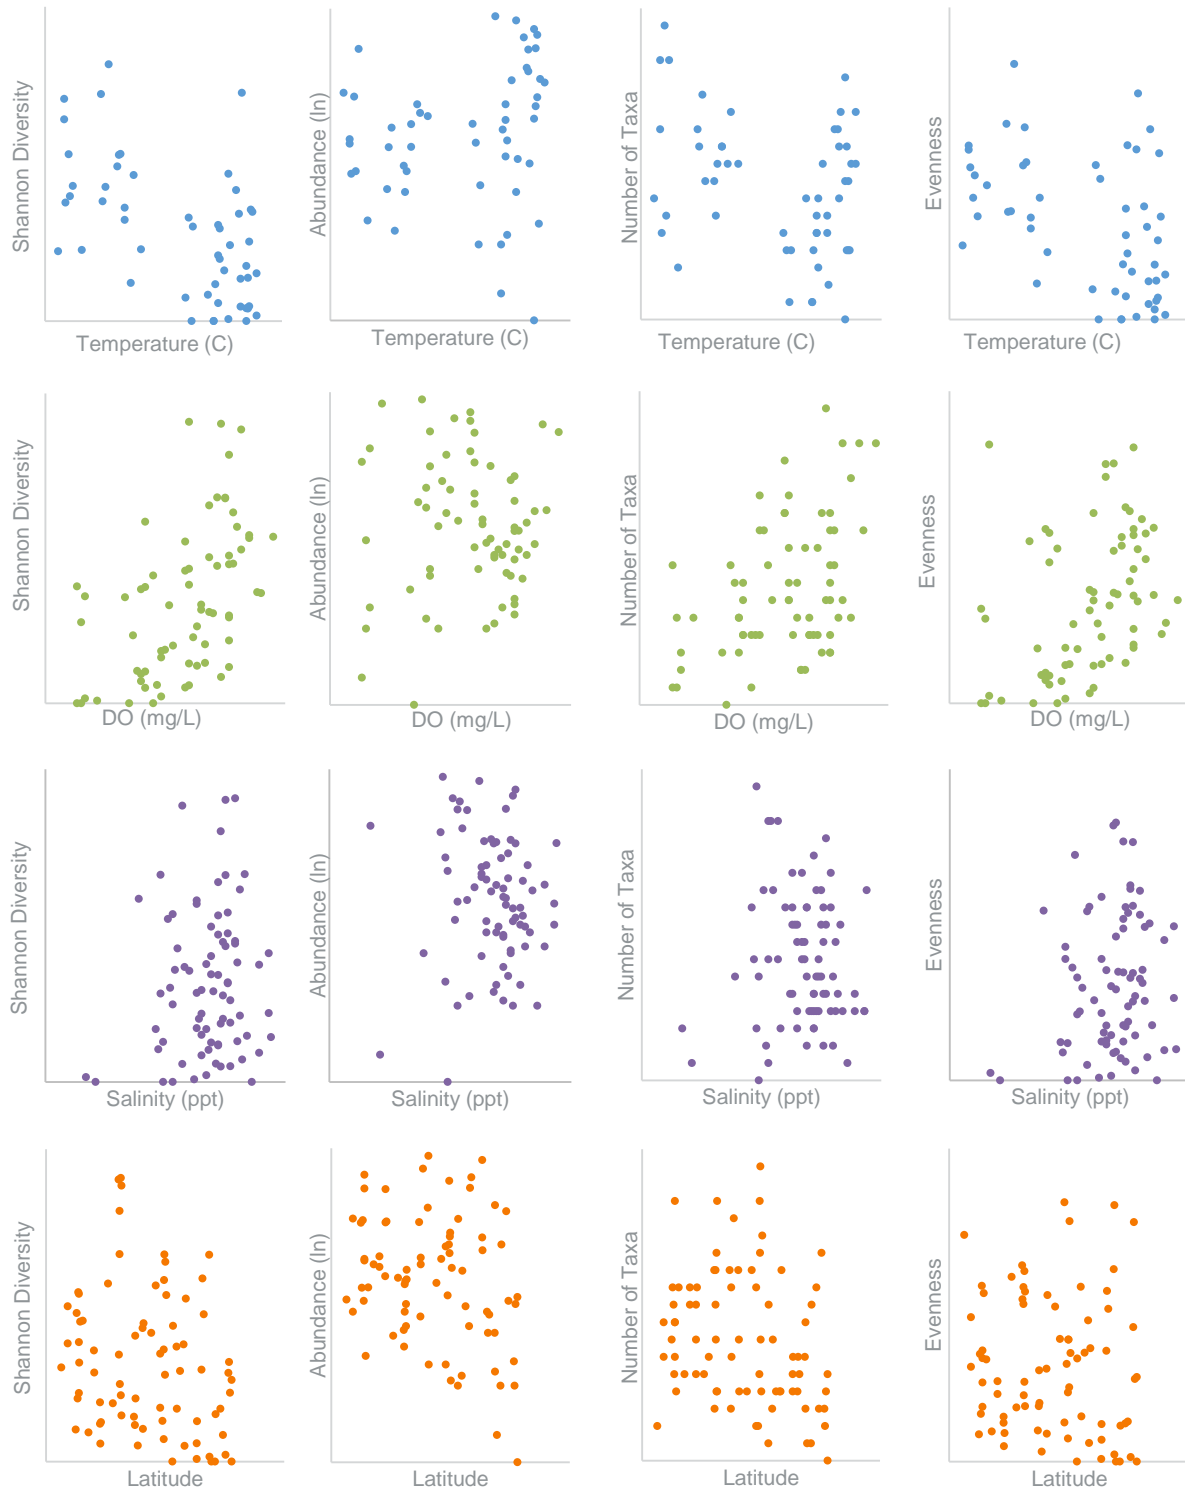 Shannon Diversity
Temperature (C)
Abundance (ln)
Temperature (C)
Number of Taxa
Temperature (C)
Evenness
Temperature (C)
Shannon Diversity
DO (mg/L)
Abundance (ln)
DO (mg/L)
Number of Taxa
DO (mg/L)
Evenness
DO (mg/L)
Shannon Diversity
Salinity (ppt)
Abundance (ln)
Salinity (ppt)
Number of Taxa
Salinity (ppt)
Evenness
Salinity (ppt)
Shannon Diversity
Latitude
Abundance (ln)
Latitude
Number of Taxa
Latitude
Evenness
Latitude